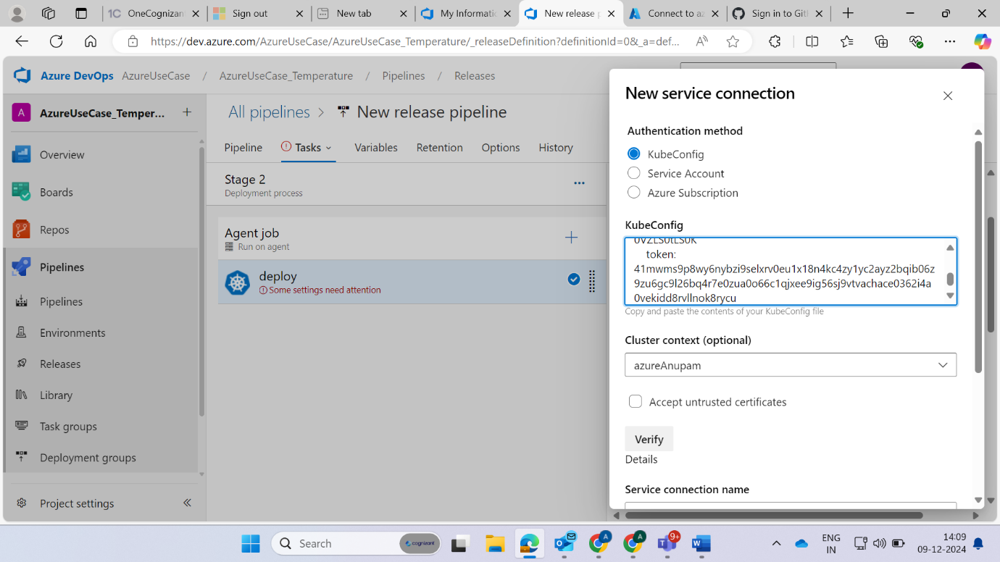 OneCognizan
Sign out
New tab
My Informatio
New release p
Connect to az
Sign in to Gitl
https://dev.azure.com/AzureUseCase/AzureUseCase_Temperature/_releaseDefinition?definitionId=0&_a=def...
Azure DevOps AzureUseCase / AzureUseCase_Temperature / Pipelines / Releases
A AzureUseCase_Temper...
Overview
Boards
Repos
Pipelines
Pipelines
Environments
Releases
Library
Task groups
Deployment groups
Project settings
All pipelines > New release pipeline
Pipeline Tasks Variables Retention Options History
Stage 2
Deployment process
Agent job
Run on agent
deploy
Some settings need attention
New service connection
Authentication method
KubeConfig
Service Account
Azure Subscription
KubeConfig
0VZLS0tLS0K
token:
41mwms9p8wy6nybzi9selxrv0eu1x18n4kc4zy1yc2ayz2bqib06z
9zu6gc9l26bq4r7e0zua0o66c1qjxee9ig56sj9vtvachace0362i4a
0vekidd8rvllnok8rycu
Copy and paste the contents of your KubeConfig file
Cluster context (optional)
azureAnupam
Accept untrusted certificates
Verify
Details
Service connection name
Search
cognizant
A
A
9+
ENG
IN
14:09
09-12-2024